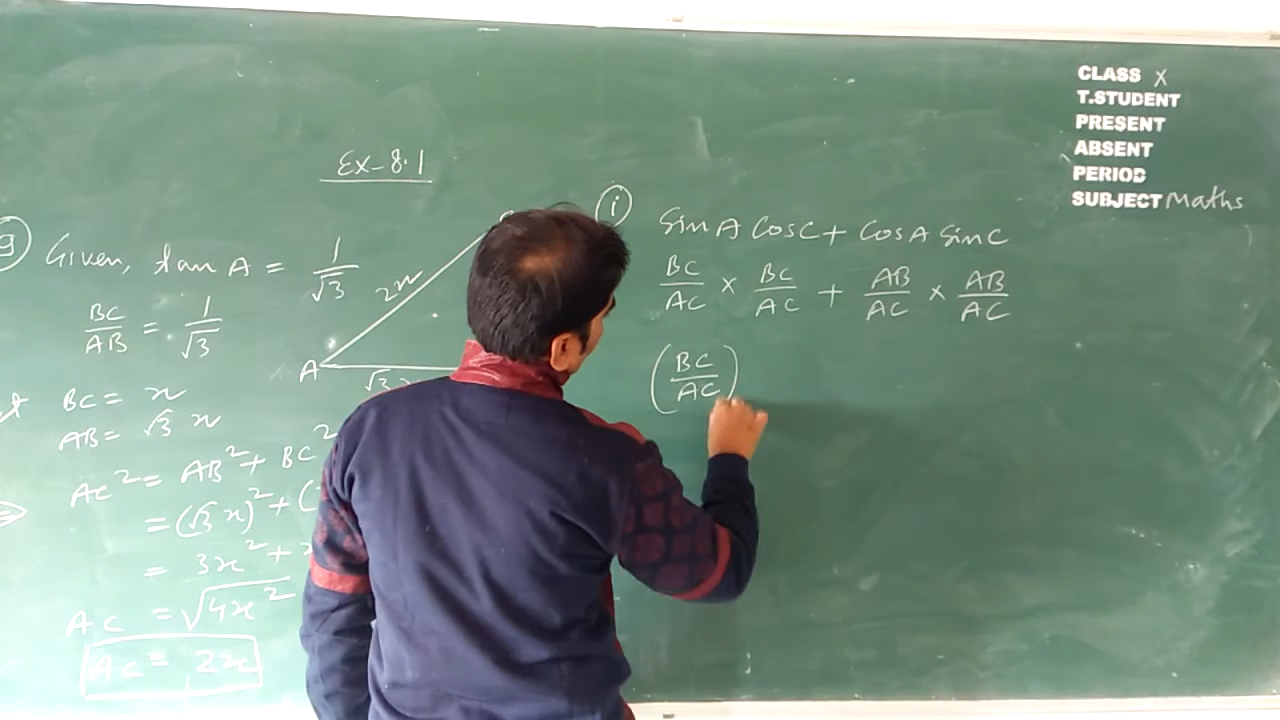 CLASS X
T.STUDENT
PRESENT
ABSENT
PERIOD
SUBJECT Maths
Ex-8.1
9 Given, tan A = 1/√3
BC/AB = 1/√3
BC = x
AB = √3 x
AC² = AB² + BC²
= (√3 x)² + (
= 3x² +
AC = √4x²
AC = 2x
A
2x
√3
i sin A cos C + cos A sin C
BC/AC × BC/AC + AB/AC × AB/AC
(BC/AC)